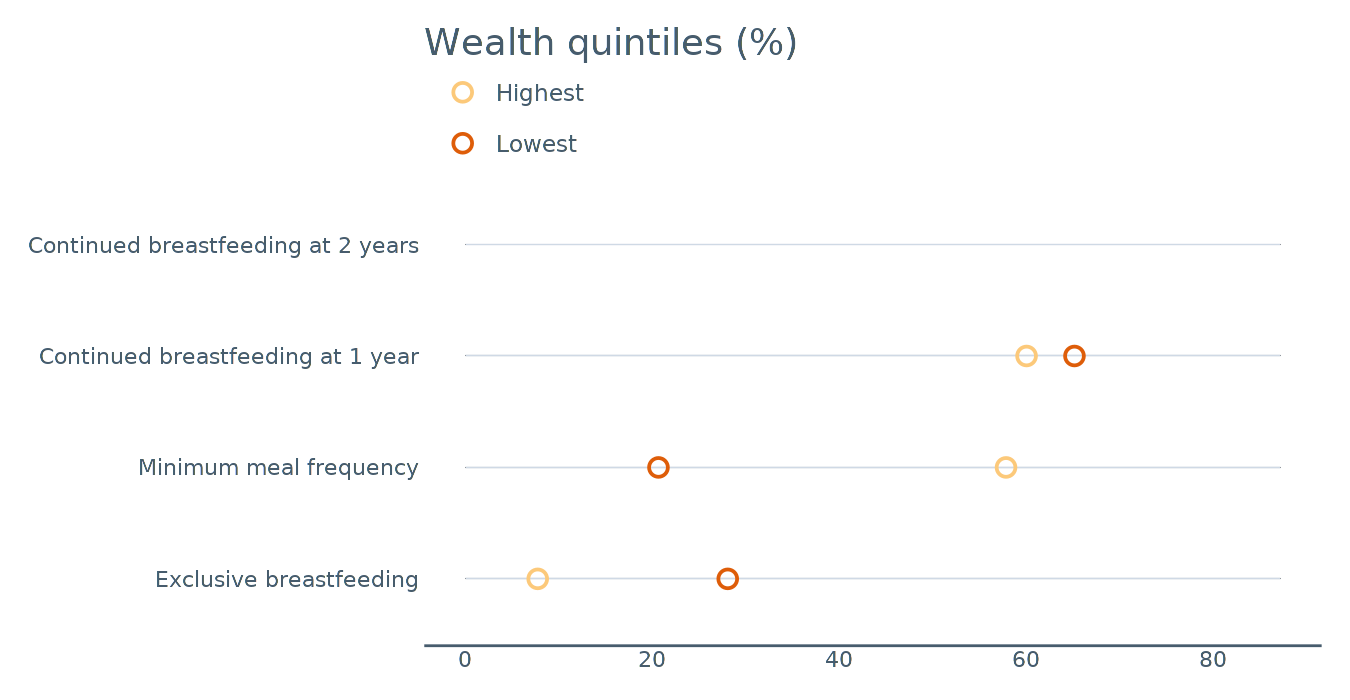 Wealth quintiles (%)
Highest
Lowest
Continued breastfeeding at 2 years
Continued breastfeeding at 1 year
Minimum meal frequency
Exclusive breastfeeding
0 20 40 60 80